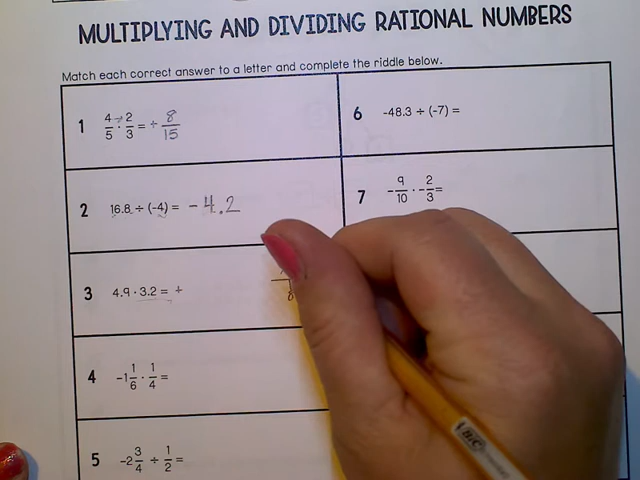 MULTIPLYING AND DIVIDING RATIONAL NUMBERS
Match each correct answer to a letter and complete the riddle below.
1 4/5 · 2/3 = + 8/15
2 16.8 ÷ (-4) = - 4.2
3 4.9 · 3.2 = +
8
4 -1 1/6 · 1/4 =
5 -2 3/4 ÷ 1/2 =
6 -48.3 ÷ (-7) =
7 -9/10 · -2/3 =
BIC